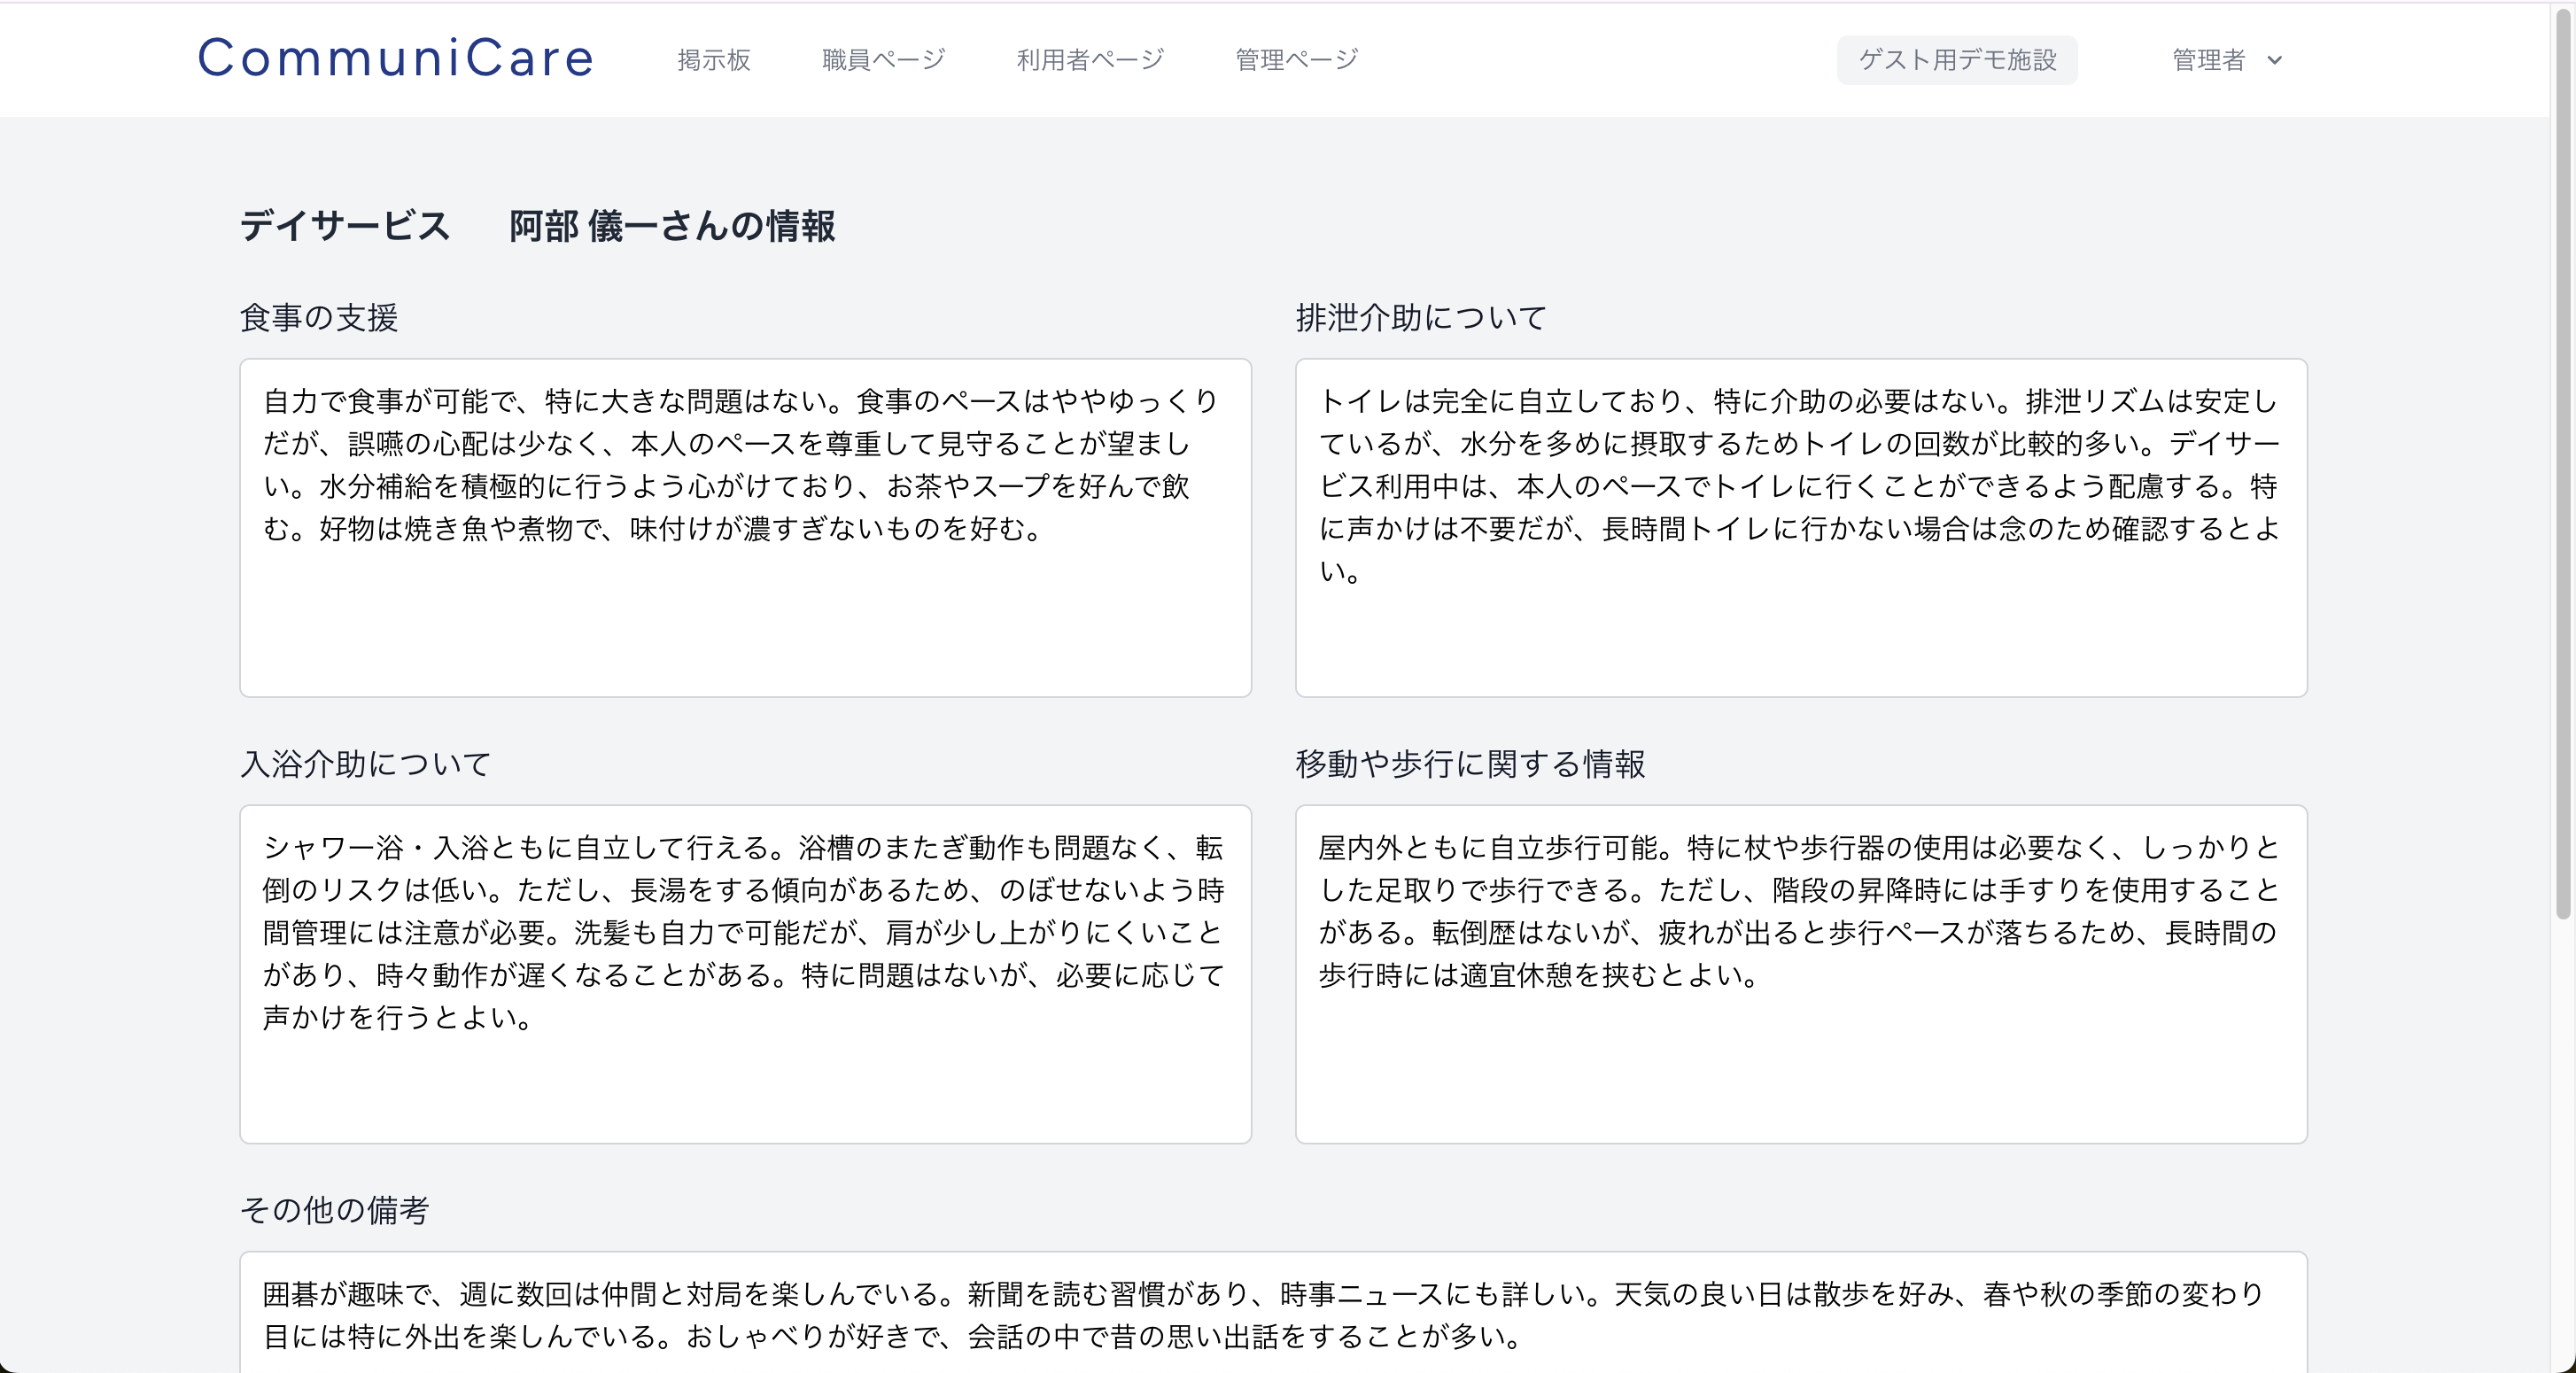 CommuniCare
掲示板
職員ページ
利用者ページ
管理ページ
ゲスト用デモ施設
管理者
デイサービス 阿部 儀一さんの情報
食事の支援
自力で食事が可能で、特に大きな問題はない。食事のペースはややゆっくり
だが、誤嚥の心配は少なく、本人のペースを尊重して見守ることが望まし
い。水分補給を積極的に行うよう心がけており、お茶やスープを好んで飲
む。好物は焼き魚や煮物で、味付けが濃すぎないものを好む。
排泄介助について
トイレは完全に自立しており、特に介助の必要はない。排泄リズムは安定し
ているが、水分を多めに摂取するためトイレの回数が比較的多い。デイサー
ビス利用中は、本人のペースでトイレに行くことができるよう配慮する。特
に声かけは不要だが、長時間トイレに行かない場合は念のため確認するとよ
い。
入浴介助について
シャワー浴・入浴ともに自立して行える。浴槽のまたぎ動作も問題なく、転
倒のリスクは低い。ただし、長湯をする傾向があるため、のぼせないよう時
間管理には注意が必要。洗髪も自力で可能だが、肩が少し上がりにくいこと
があり、時々動作が遅くなることがある。特に問題はないが、必要に応じて
声かけを行うとよい。
移動や歩行に関する情報
屋内外ともに自立歩行可能。特に杖や歩行器の使用は必要なく、しっかりと
した足取りで歩行できる。ただし、階段の昇降時には手すりを使用すること
がある。転倒歴はないが、疲れが出ると歩行ペースが落ちるため、長時間の
歩行時には適宜休憩を挟むとよい。
その他の備考
囲碁が趣味で、週に数回は仲間と対局を楽しんでいる。新聞を読む習慣があり、時事ニュースにも詳しい。天気の良い日は散歩を好み、春や秋の季節の変わり
目には特に外出を楽しんでいる。おしゃべりが好きで、会話の中で昔の思い出話をすることが多い。